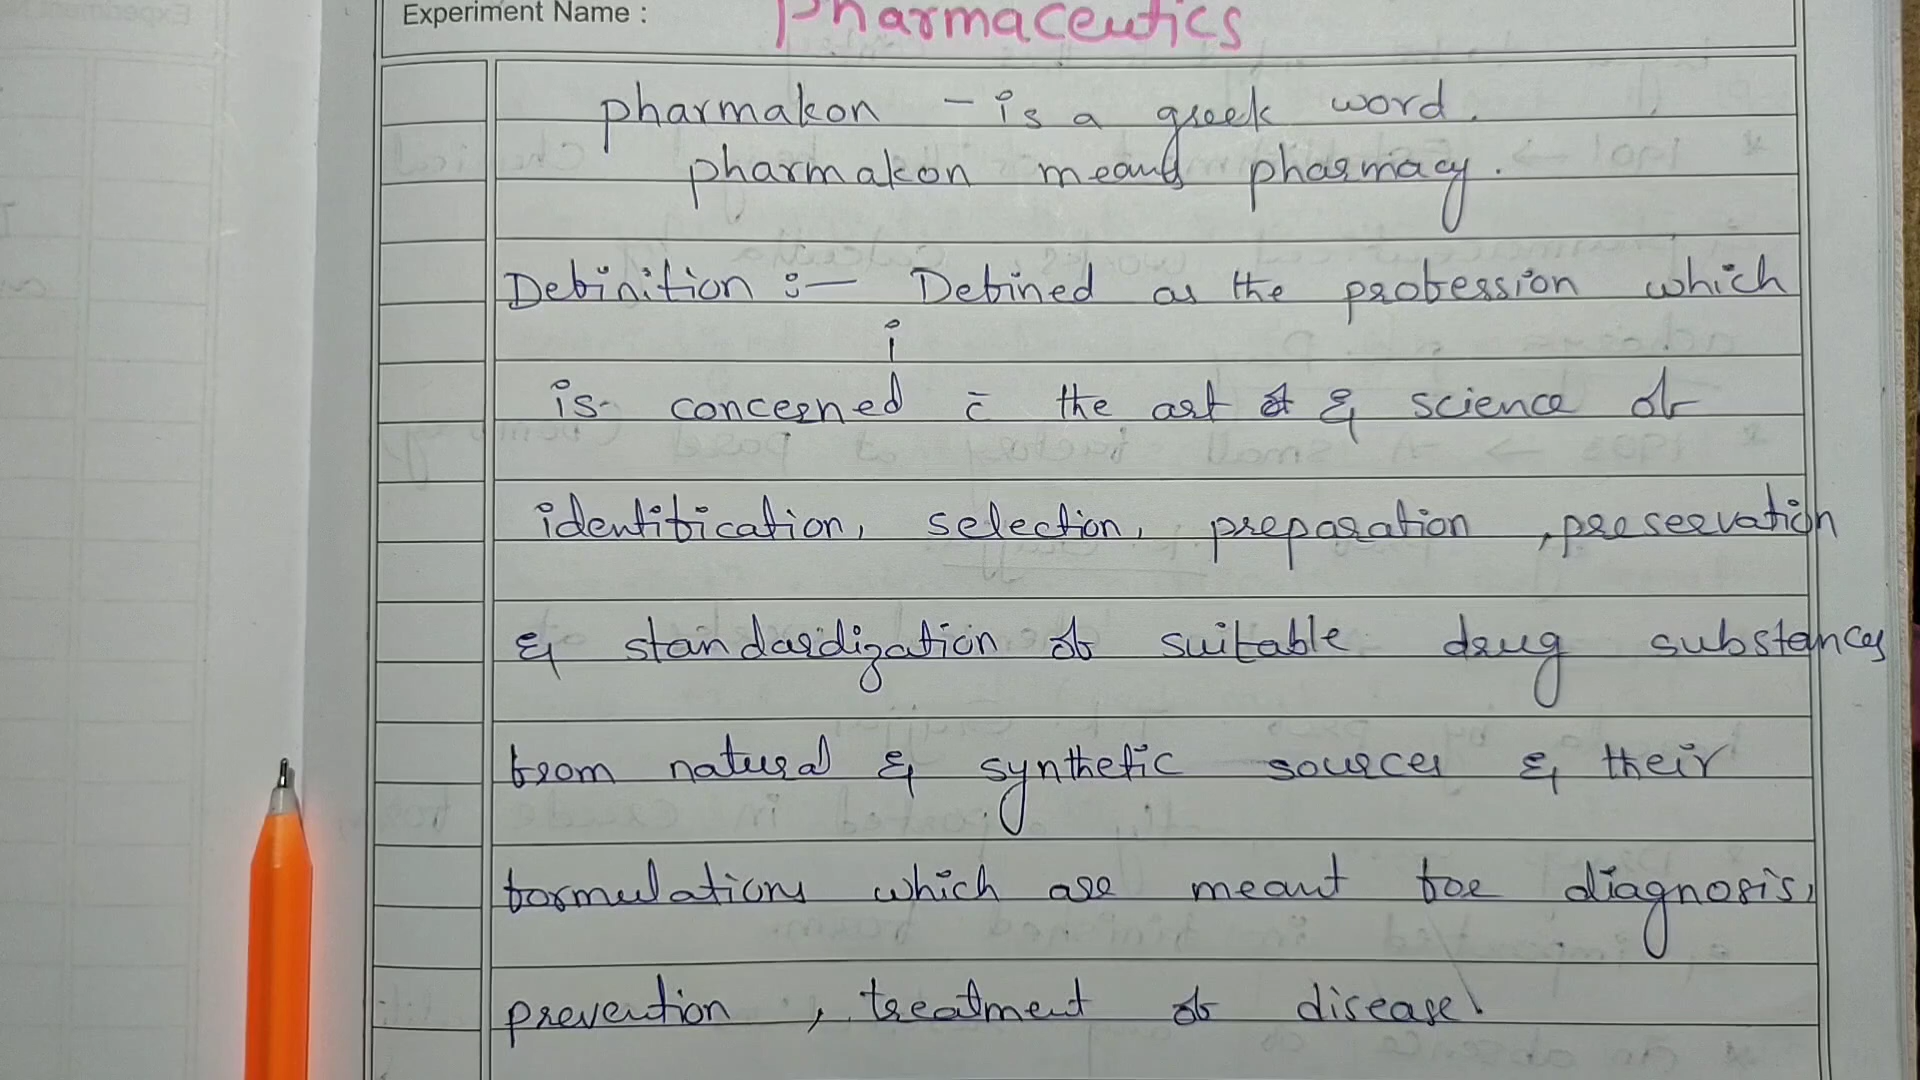 Experiment Name : Pharmaceutics
pharmakon - is a greek word.
pharmakon means pharmacy.
Definition :- Defined as the profession which
i
is concerned c̄ the art & science of
identification, selection, preparation, preservation
& standardization of suitable drug substances
from natural & synthetic sources & their
formulations which are meant for diagnosis,
prevention, treatment of disease.